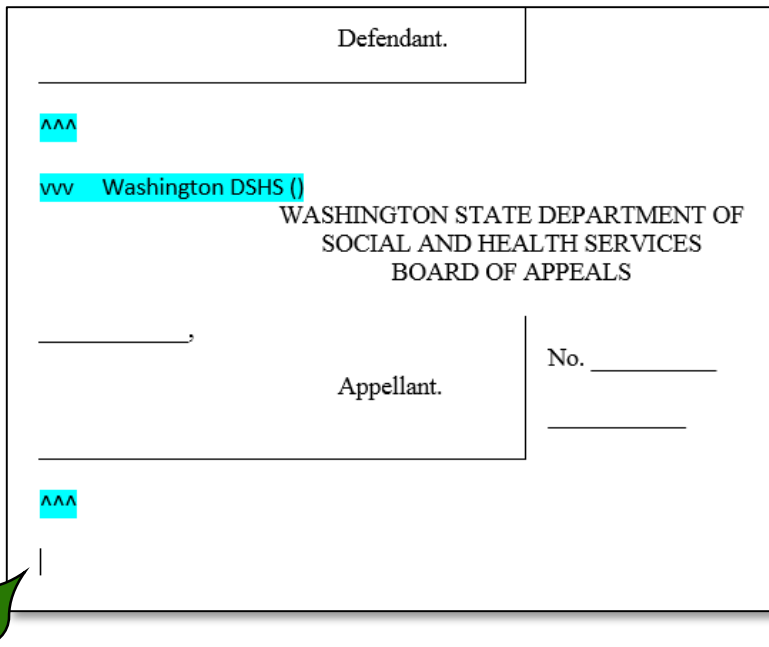 Defendant.
^^^
vvv Washington DSHS ()
WASHINGTON STATE DEPARTMENT OF
SOCIAL AND HEALTH SERVICES
BOARD OF APPEALS
____________,
No. __________
Appellant.
___________
^^^